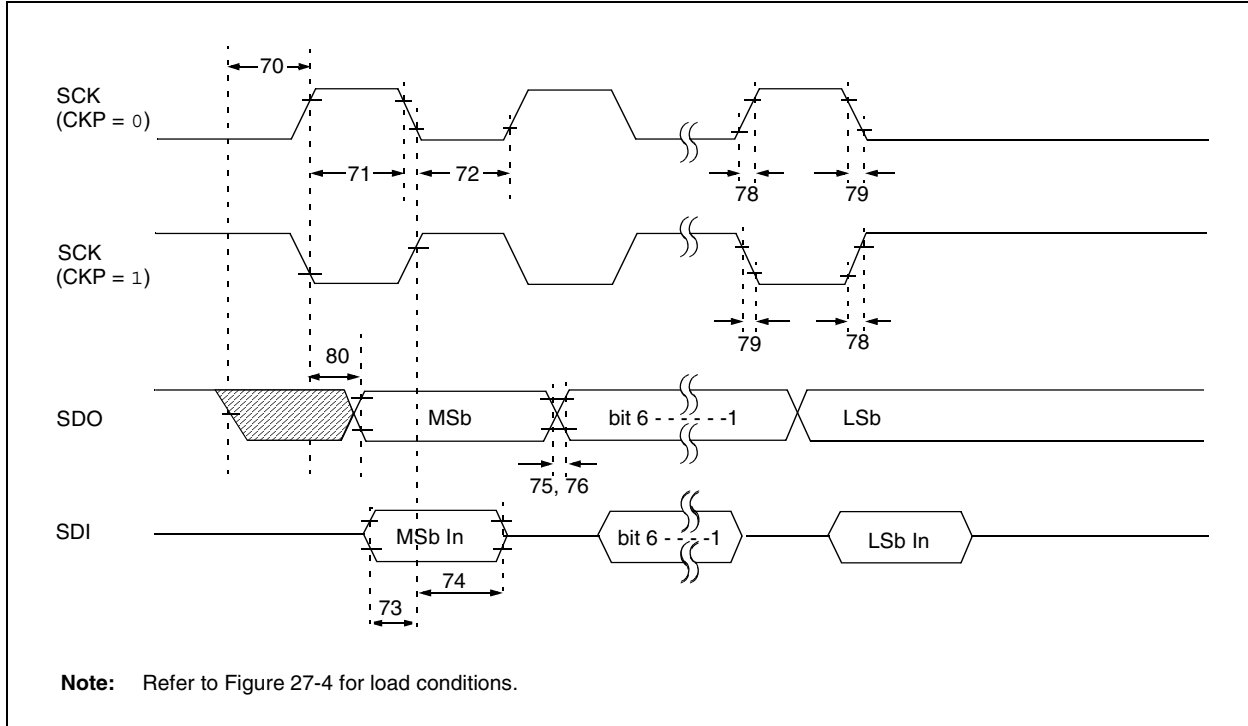 70
SCK
(CKP = 0)
71
72
78
79
SCK
(CKP = 1)
79
78
80
SDO
MSb
bit 6 - - - - - -1
LSb
75, 76
SDI
MSb In
bit 6 - - - - -1
LSb In
74
73
Note: Refer to Figure 27-4 for load conditions.